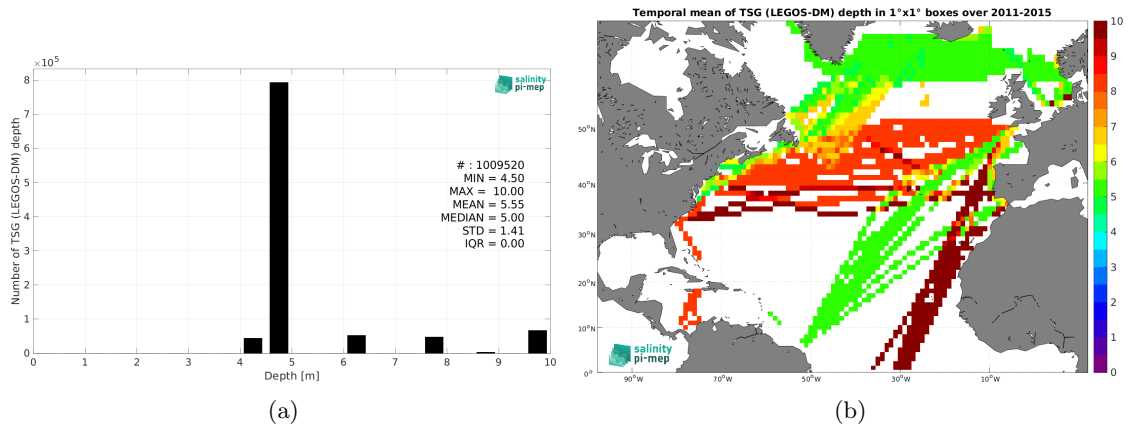 Temporal mean of TSG (LEGOS-DM) depth in 1°x1° boxes over 2011-2015
×10⁵
8
7
6
5
4
3
2
1
0
Number of TSG (LEGOS-DM) depth
salinity
pi-mep
# : 1009520
MIN = 4.50
MAX = 10.00
MEAN = 5.55
MEDIAN = 5.00
STD = 1.41
IQR = 0.00
0 1 2 3 4 5 6 7 8 9 10
Depth [m]
(a)
50°N
40°N
30°N
20°N
10°N
0°
90°W 70°W 50°W 30°W 10°W
salinity
pi-mep
10
9
8
7
6
5
4
3
2
1
0
(b)